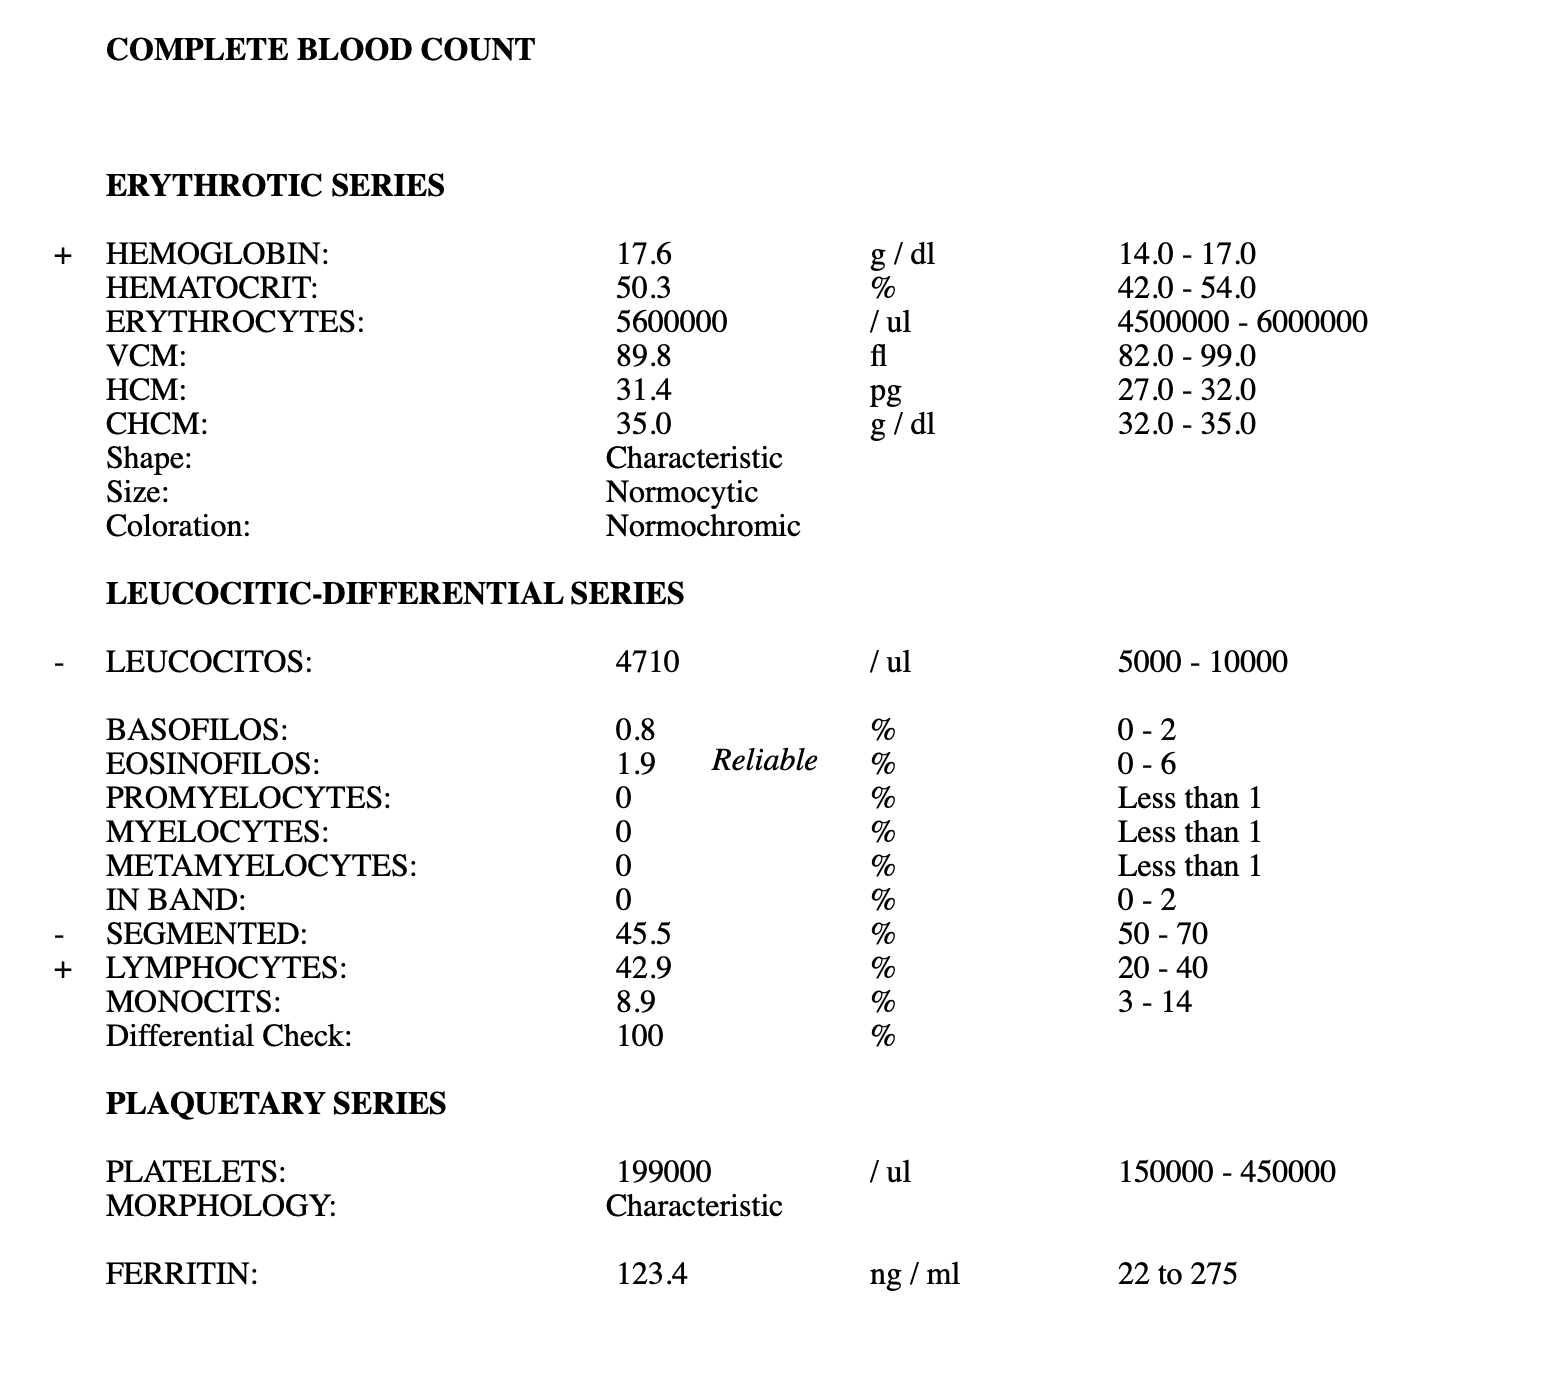 COMPLETE BLOOD COUNT
ERYTHROTIC SERIES
+ HEMOGLOBIN: 17.6 g / dl 14.0 - 17.0
HEMATOCRIT: 50.3 % 42.0 - 54.0
ERYTHROCYTES: 5600000 / ul 4500000 - 6000000
VCM: 89.8 fl 82.0 - 99.0
HCM: 31.4 pg 27.0 - 32.0
CHCM: 35.0 g / dl 32.0 - 35.0
Shape: Characteristic
Size: Normocytic
Coloration: Normochromic
LEUCOCITIC-DIFFERENTIAL SERIES
- LEUCOCITOS: 4710 / ul 5000 - 10000
BASOFILOS: 0.8 % 0 - 2
EOSINOFILOS: 1.9 Reliable % 0 - 6
PROMYELOCYTES: 0 % Less than 1
MYELOCYTES: 0 % Less than 1
METAMYELOCYTES: 0 % Less than 1
IN BAND: 0 % 0 - 2
- SEGMENTED: 45.5 % 50 - 70
+ LYMPHOCYTES: 42.9 % 20 - 40
MONOCITS: 8.9 % 3 - 14
Differential Check: 100 %
PLAQUETARY SERIES
PLATELETS: 199000 / ul 150000 - 450000
MORPHOLOGY: Characteristic
FERRITIN: 123.4 ng / ml 22 to 275